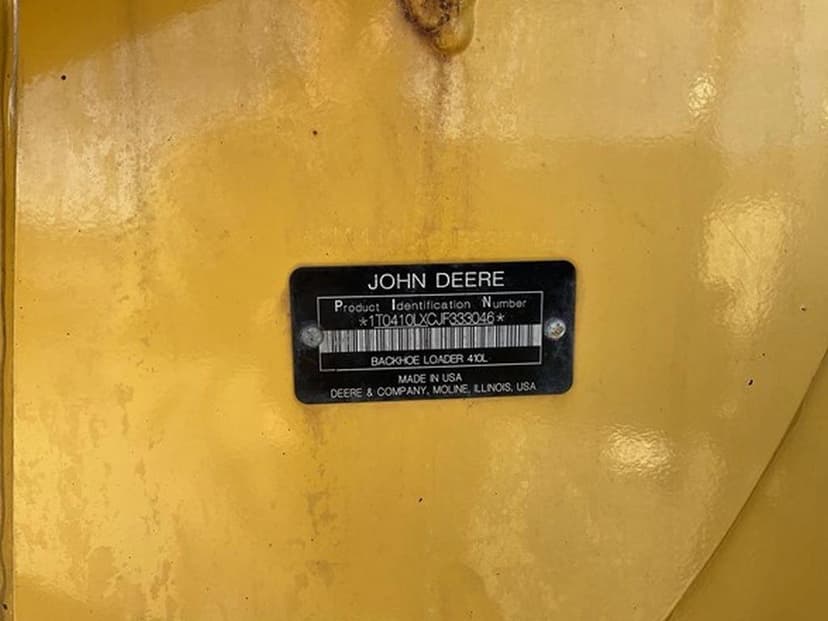 JOHN DEERE
Product Identification Number
*1T0410LXCJF333046*
BACKHOE LOADER 410L
MADE IN USA
DEERE & COMPANY, MOLINE, ILLINOIS, USA